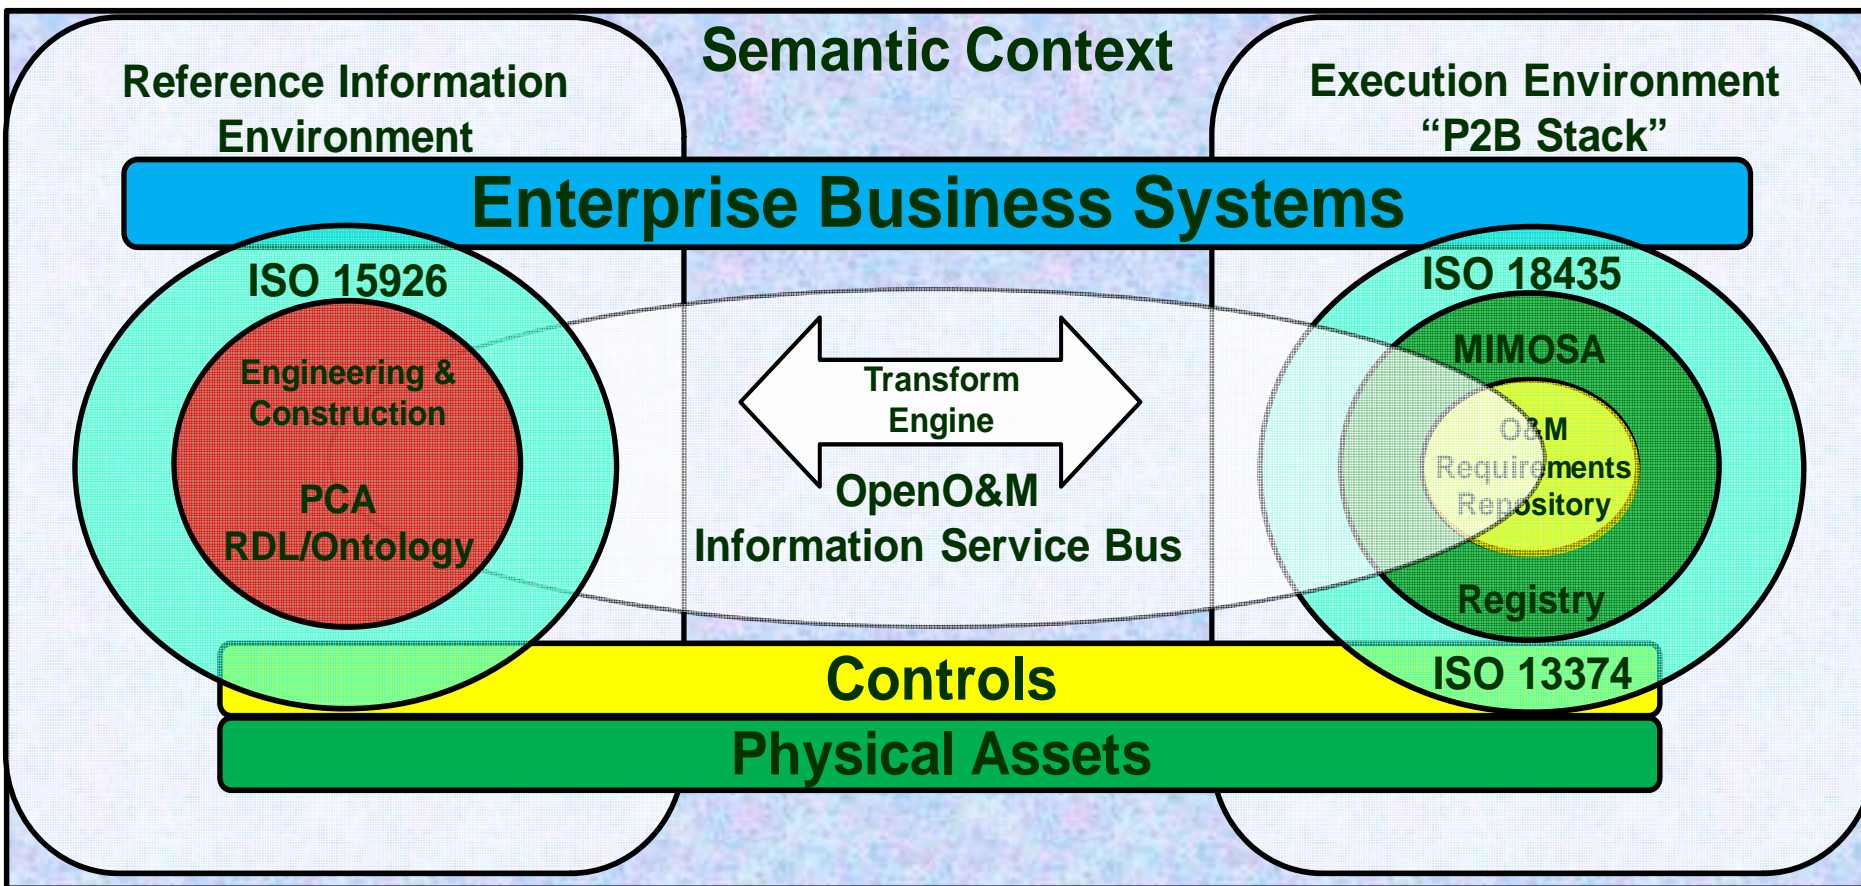 Semantic Context
Reference Information
Environment
Execution Environment
“P2B Stack”
Enterprise Business Systems
ISO 15926
Engineering &
Construction
PCA
RDL/Ontology
Transform
Engine
OpenO&M
Information Service Bus
ISO 18435
MIMOSA
O&M
Requirements
Repository
Registry
ISO 13374
Controls
Physical Assets